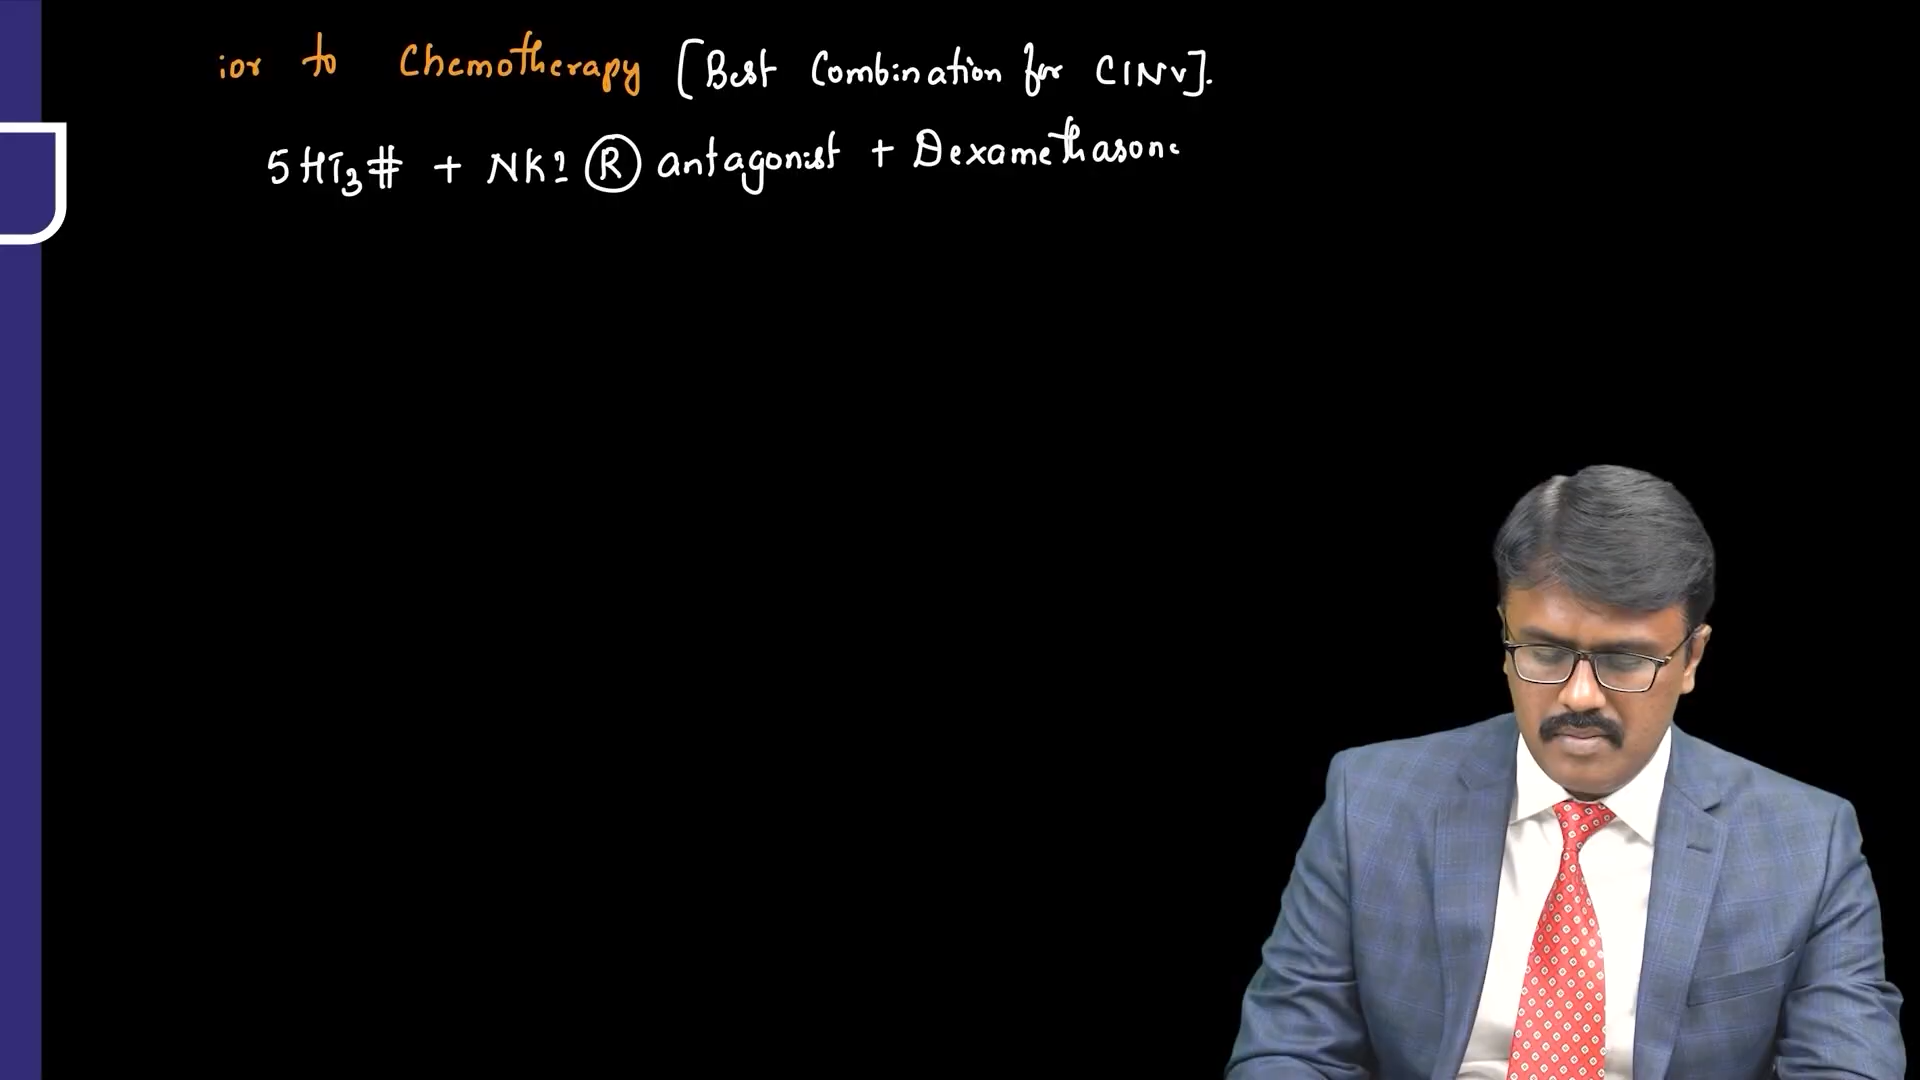 ior to Chemotherapy [Best Combination for CINV].
5HT3# + NK1 Ⓡ antagonist + Dexamethasone